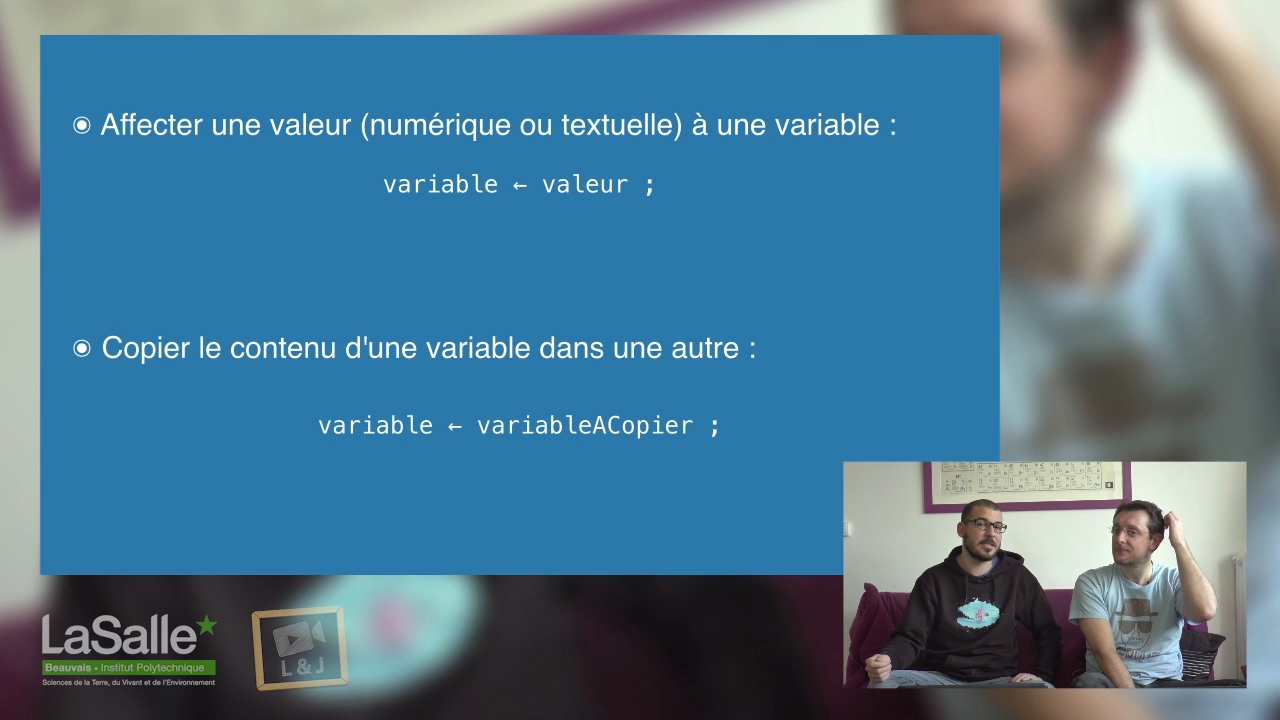 ◉ Affecter une valeur (numérique ou textuelle) à une variable :
variable ← valeur ;
◉ Copier le contenu d'une variable dans une autre :
variable ← variableACopier ;
LaSalle
Beauvais • Institut Polytechnique
Sciences de la Terre, du Vivant et de l'Environnement
L & J